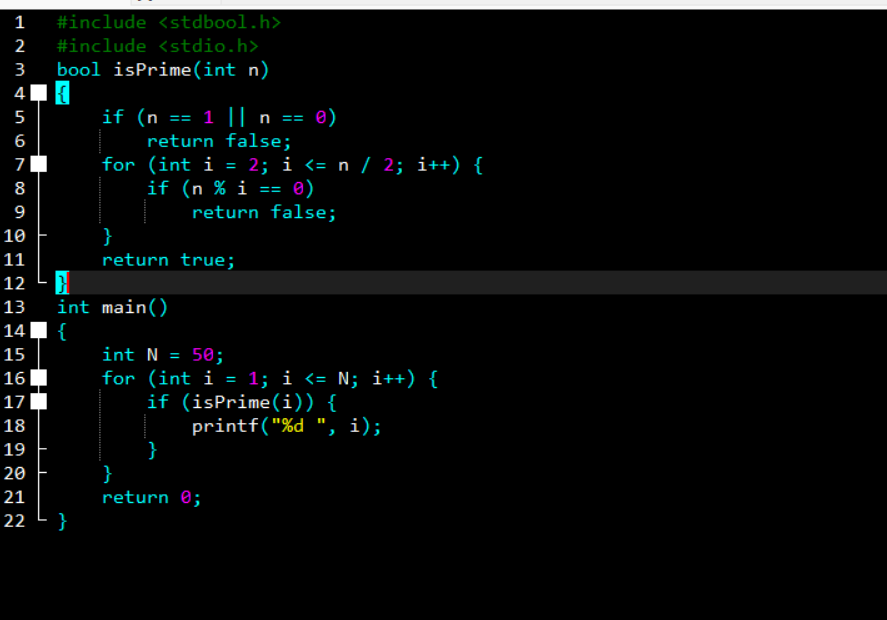 1 #include <stdbool.h>
2 #include <stdio.h>
3 bool isPrime(int n)
4 {
5     if (n == 1 || n == 0)
6         return false;
7     for (int i = 2; i <= n / 2; i++) {
8         if (n % i == 0)
9             return false;
10     }
11     return true;
12 }
13 int main()
14 {
15     int N = 50;
16     for (int i = 1; i <= N; i++) {
17         if (isPrime(i)) {
18             printf("%d ", i);
19         }
20     }
21     return 0;
22 }